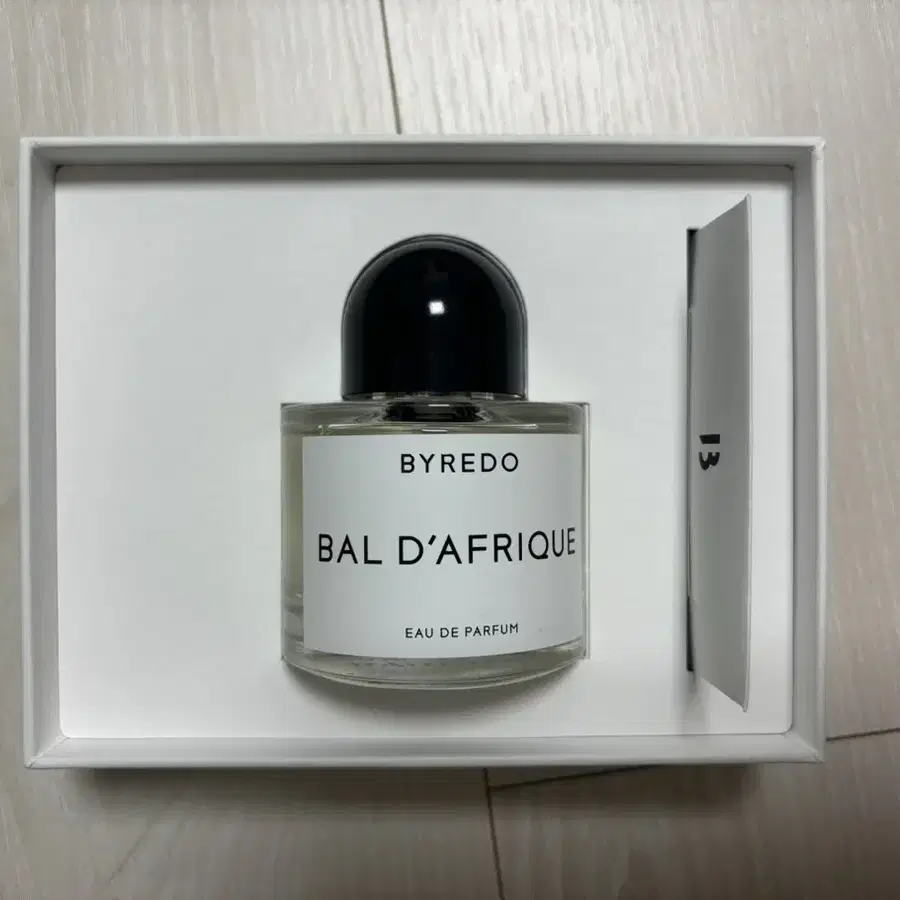 BYREDO
BAL D'AFRIQUE
EAU DE PARFUM
B